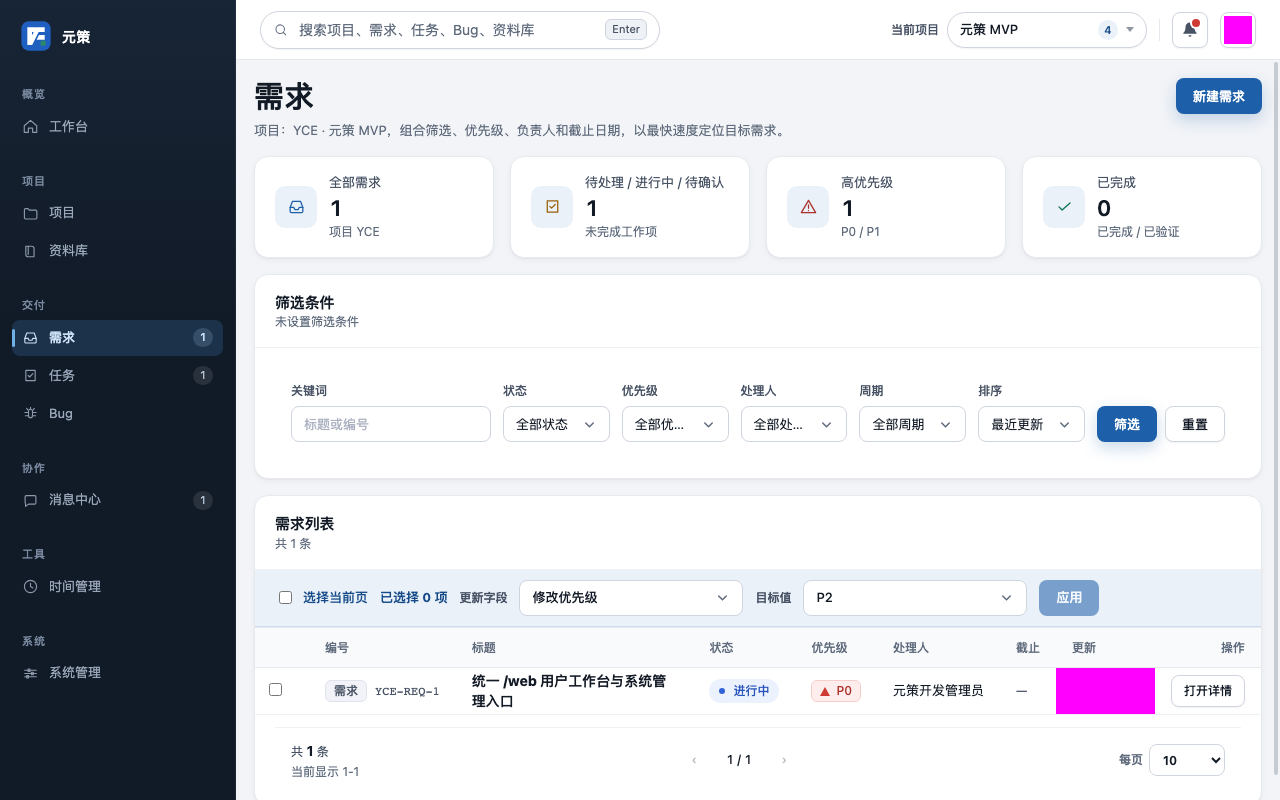 元策
搜索项目、需求、任务、Bug、资料库
Enter
当前项目
元策 MVP
4
概览
工作台
项目
项目
资料库
交付
需求
1
任务
1
Bug
协作
消息中心
1
工具
时间管理
系统
系统管理
需求
新建需求
项目：YCE · 元策 MVP，组合筛选、优先级、负责人和截止日期，以最快速度定位目标需求。
全部需求
1
项目 YCE
待处理 / 进行中 / 待确认
1
未完成工作项
高优先级
1
P0 / P1
已完成
0
已完成 / 已验证
筛选条件
未设置筛选条件
关键词
状态
优先级
处理人
周期
排序
标题或编号
全部状态
全部优...
全部处...
全部周期
最近更新
筛选
重置
需求列表
共 1 条
选择当前页
已选择 0 项
更新字段
修改优先级
目标值
P2
应用
编号
标题
状态
优先级
处理人
截止
更新
操作
需求
YCE-REQ-1
统一 /web 用户工作台与系统管
理入口
进行中
P0
元策开发管理员
—
打开详情
共 1 条
当前显示 1-1
‹
1 / 1
›
每页
10